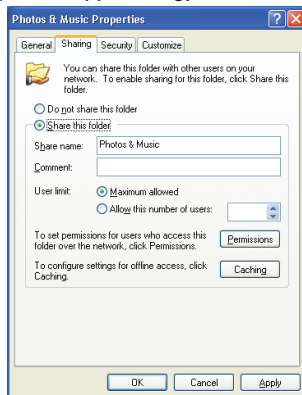 Photos & Music Properties
General Sharing Security Customize
You can share this folder with other users on your
network. To enable sharing for this folder, click Share this
folder.
Do not share this folder
Share this folder
Share name: Photos & Music
Comment:
User limit: Maximum allowed
Allow this number of users:
To set permissions for users who access this
folder over the network, click Permissions.
Permissions
To configure settings for offline access, click
Caching.
Caching
OK Cancel Apply